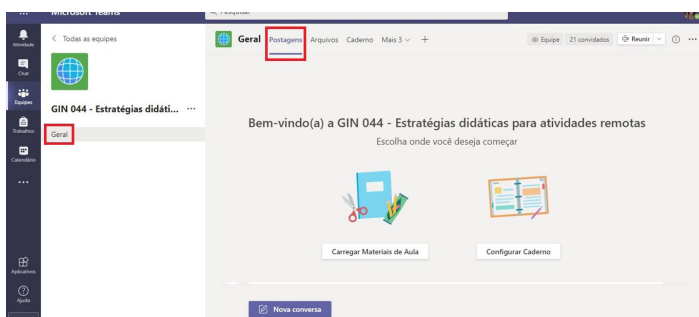 Microsoft Teams
Pesquisar
Atividade
Chat
Equipes
Trabalhos
Calendário
Aplicativos
Ajuda
< Todas as equipes
GIN 044 - Estratégias didáti...
Geral
Geral Postagens Arquivos Caderno Mais 3 +
Equipe 21 convidados Reunir
Bem-vindo(a) a GIN 044 - Estratégias didáticas para atividades remotas
Escolha onde você deseja começar
Carregar Materiais de Aula Configurar Caderno
Nova conversa